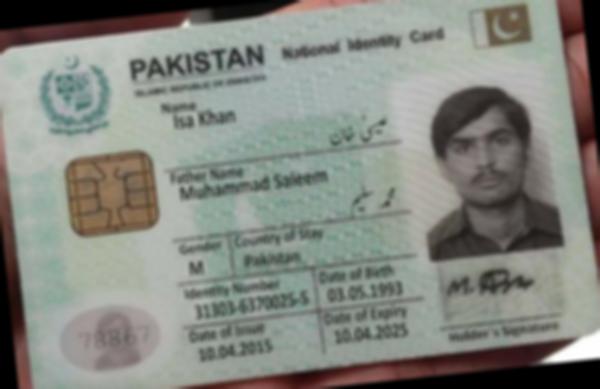 PAKISTAN National Identity Card
ISLAMIC REPUBLIC OF PAKISTAN
Name
Isa Khan
عیسیٰ خان
Father Name
Muhammad Saleem
محمد سلیم
Gender Country of Stay
M Pakistan
Identity Number Date of Birth
31303-6370025-5 03.05.1993
Date of Issue Date of Expiry
10.04.2015 10.04.2025
Holder's Signature
78867